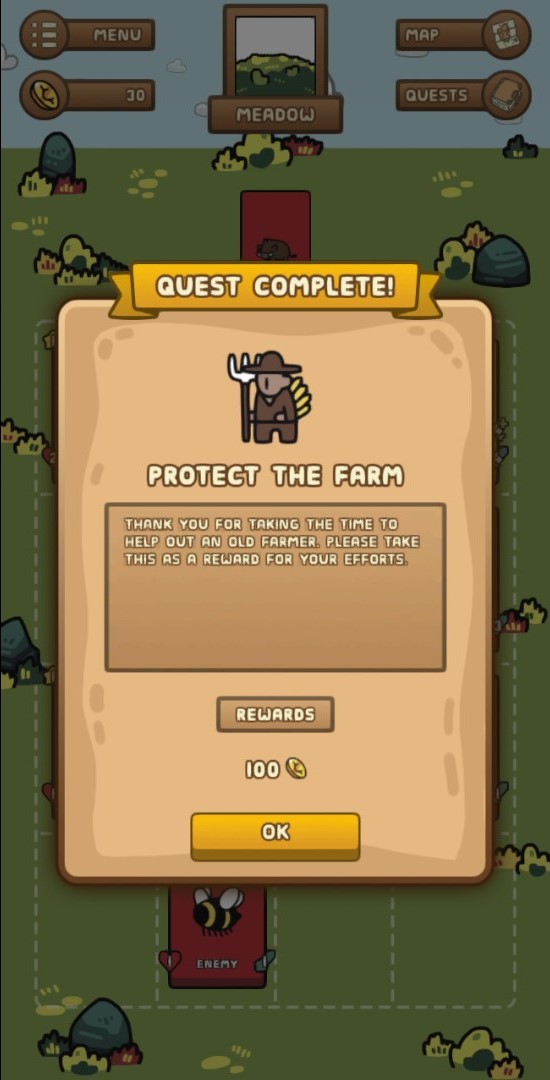 MENU
MAP
30
QUESTS
MEADOW
QUEST COMPLETE!
PROTECT THE FARM
THANK YOU FOR TAKING THE TIME TO
HELP OUT AN OLD FARMER. PLEASE TAKE
THIS AS A REWARD FOR YOUR EFFORTS.
REWARDS
100
OK
ENEMY